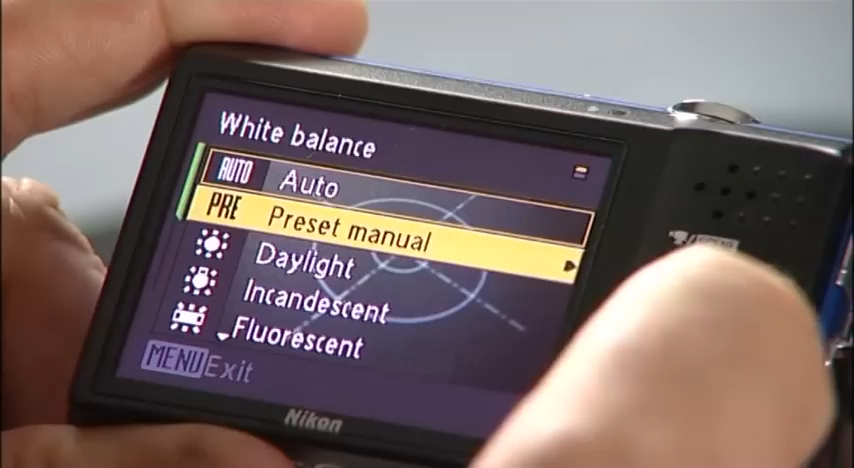 White balance
AUTO Auto
PRE Preset manual
Daylight
Incandescent
Fluorescent
MENU Exit
Nikon